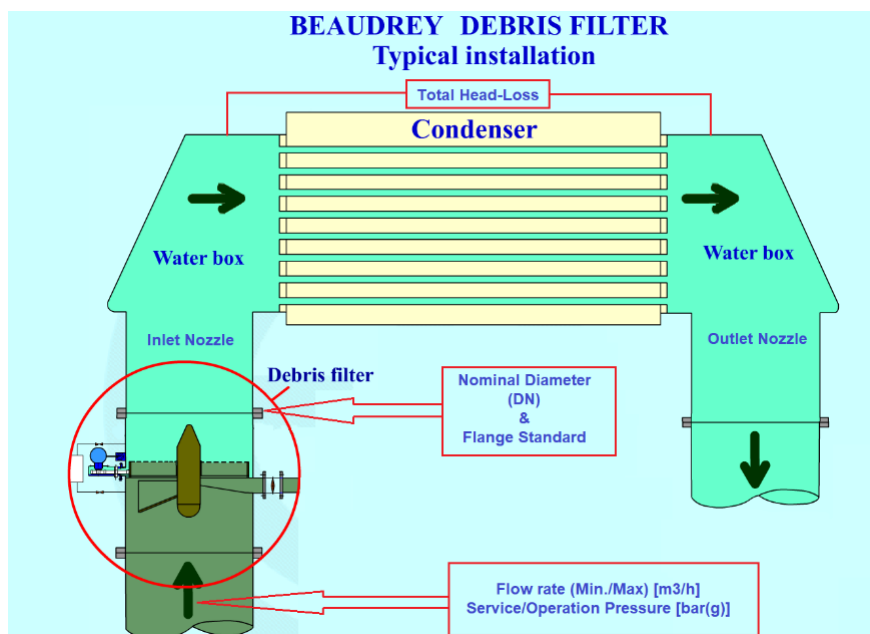 BEAUDREY DEBRIS FILTER
Typical installation
Total Head-Loss
Condenser
Water box
Water box
Inlet Nozzle
Outlet Nozzle
Debris filter
Nominal Diameter
(DN)
&
Flange Standard
Flow rate (Min./Max) [m3/h]
Service/Operation Pressure [bar(g)]